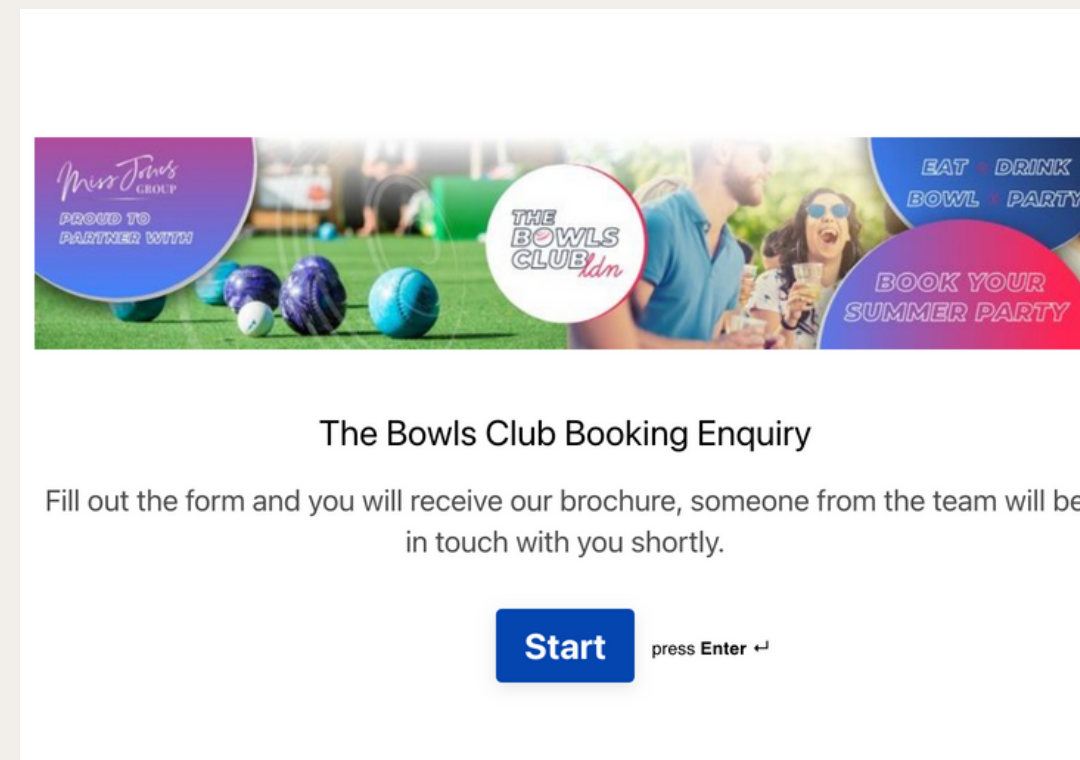 Miss Jones
GROUP
PROUD TO
PARTNER WITH
THE
BOWLS
CLUB ldn
EAT DRINK
BOWL PARTY
BOOK YOUR
SUMMER PARTY
The Bowls Club Booking Enquiry
Fill out the form and you will receive our brochure, someone from the team will be
in touch with you shortly.
Start press Enter ↵